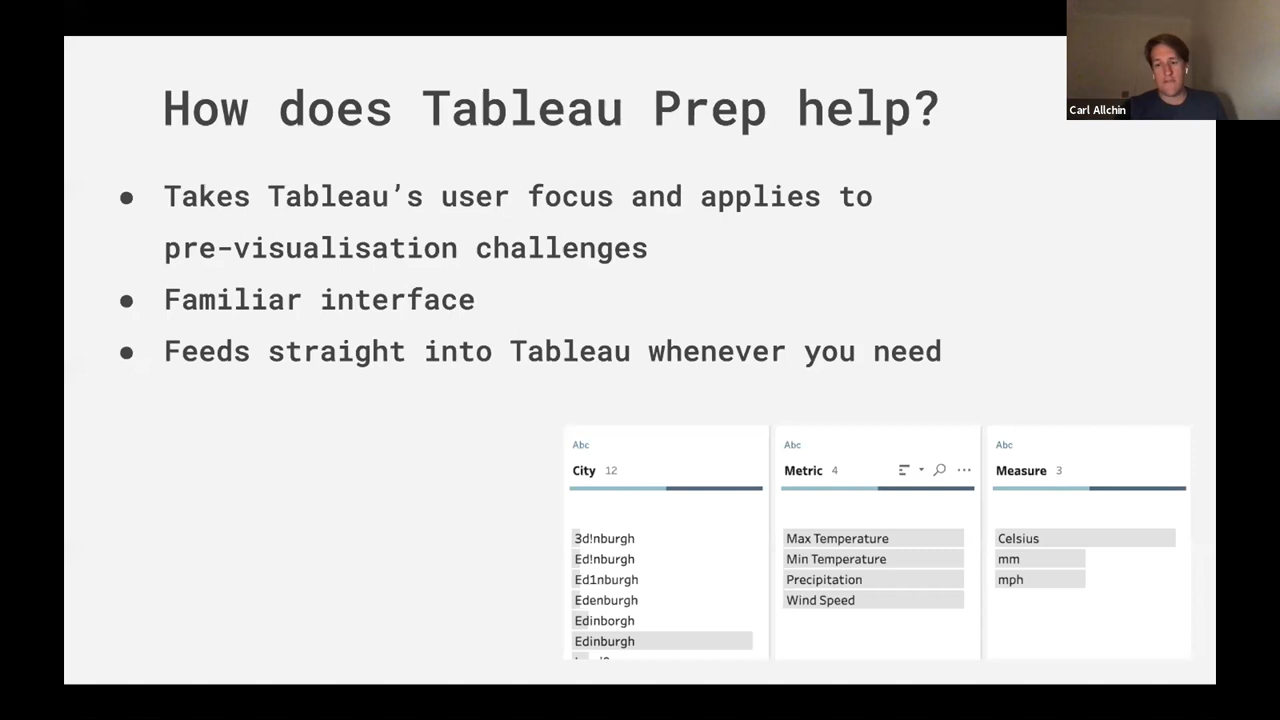 How does Tableau Prep help?
Carl Allchin
● Takes Tableau’s user focus and applies to
pre-visualisation challenges
● Familiar interface
● Feeds straight into Tableau whenever you need
Abc
City 12
3d!nburgh
Ed!nburgh
Ed1nburgh
Edenburgh
Edinborgh
Edinburgh
Abc
Metric 4
Max Temperature
Min Temperature
Precipitation
Wind Speed
Abc
Measure 3
Celsius
mm
mph